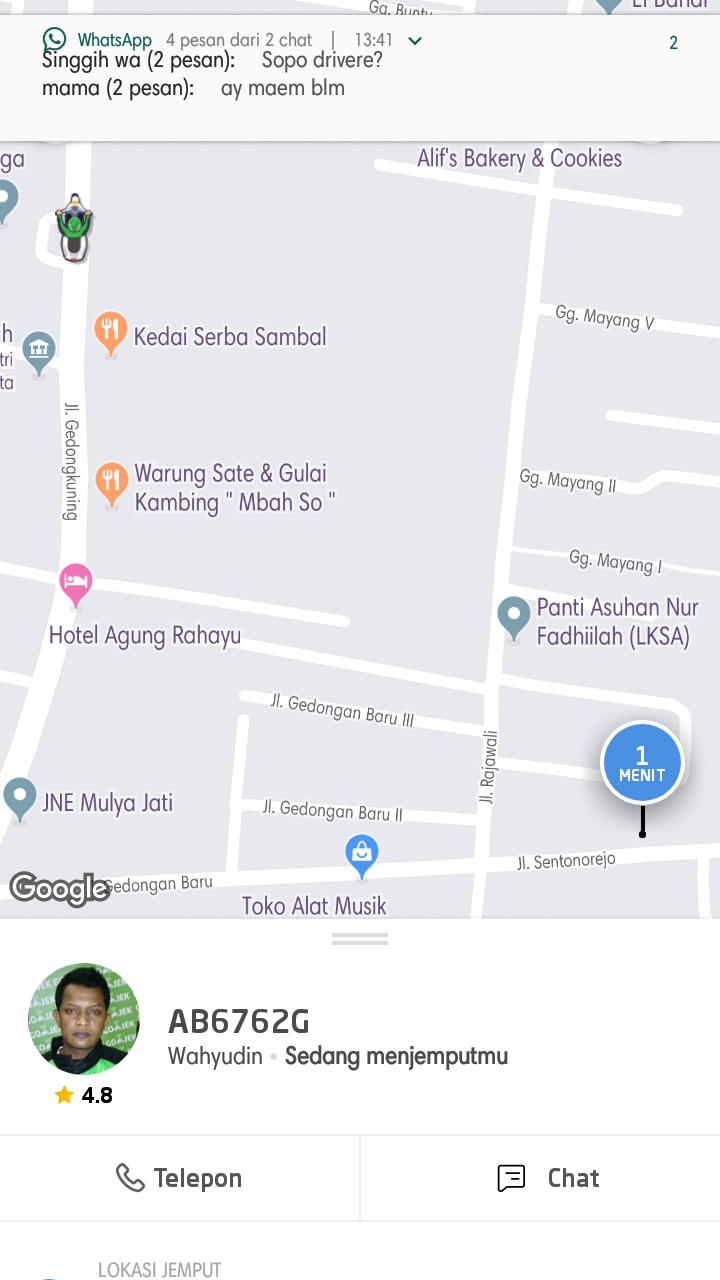 Ga. Buntu
El Bahar
WhatsApp 4 pesan dari 2 chat | 13:41
2
Singgih wa (2 pesan): Sopo drivere?
mama (2 pesan): ay maem blm
ga
Alif's Bakery & Cookies
Gg. Mayang V
h
tri
ta
Kedai Serba Sambal
Jl. Gedongkuning
Warung Sate & Gulai
Kambing " Mbah So "
Gg. Mayang II
Gg. Mayang I
Panti Asuhan Nur
Fadhiilah (LKSA)
Hotel Agung Rahayu
Jl. Gedongan Baru III
Jl. Rajawali
1
MENIT
JNE Mulya Jati
Jl. Gedongan Baru II
Jl. Sentonorejo
Google
Gedongan Baru
Toko Alat Musik
GOJEK
AB6762G
Wahyudin • Sedang menjemputmu
4.8
Telepon
Chat
LOKASI JEMPUT